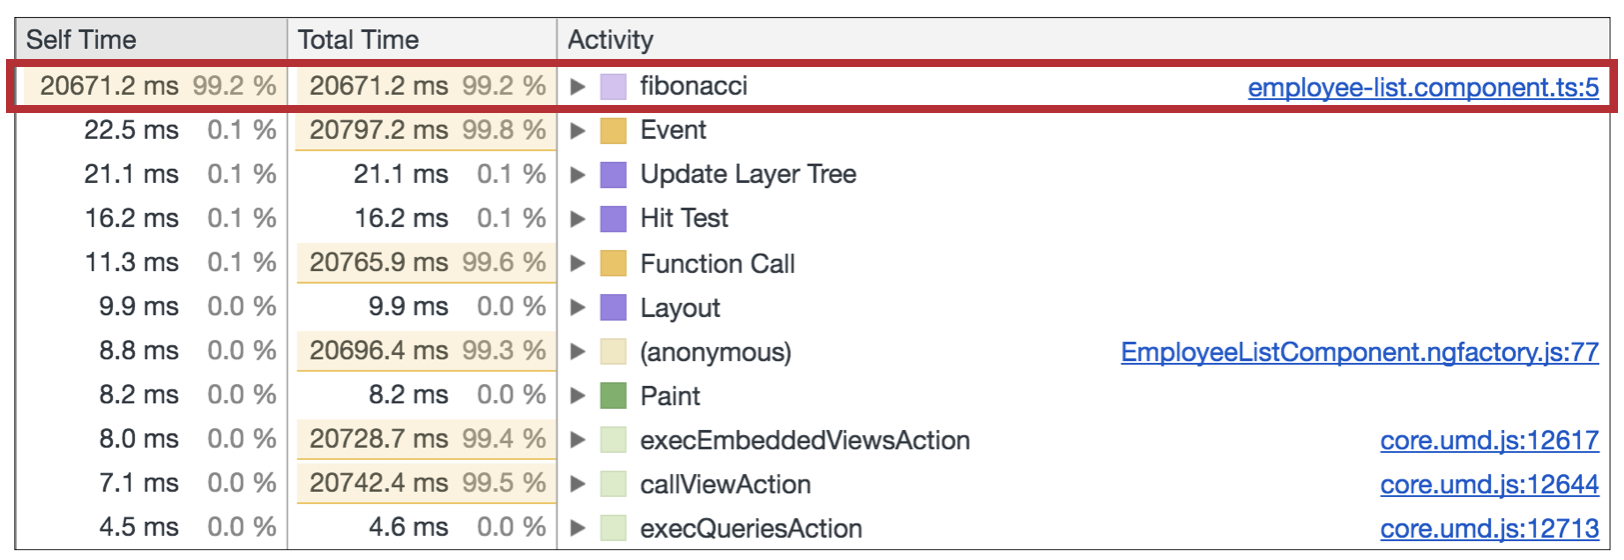 Self Time Total Time Activity
20671.2 ms 99.2 % 20671.2 ms 99.2 % fibonacci employee-list.component.ts:5
22.5 ms 0.1 % 20797.2 ms 99.8 % Event
21.1 ms 0.1 % 21.1 ms 0.1 % Update Layer Tree
16.2 ms 0.1 % 16.2 ms 0.1 % Hit Test
11.3 ms 0.1 % 20765.9 ms 99.6 % Function Call
9.9 ms 0.0 % 9.9 ms 0.0 % Layout
8.8 ms 0.0 % 20696.4 ms 99.3 % (anonymous) EmployeeListComponent.ngfactory.js:77
8.2 ms 0.0 % 8.2 ms 0.0 % Paint
8.0 ms 0.0 % 20728.7 ms 99.4 % execEmbeddedViewsAction core.umd.js:12617
7.1 ms 0.0 % 20742.4 ms 99.5 % callViewAction core.umd.js:12644
4.5 ms 0.0 % 4.6 ms 0.0 % execQueriesAction core.umd.js:12713